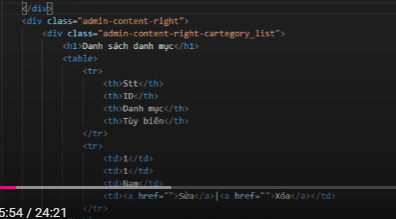 </div>
<div class="admin-content-right">
<div class="admin-content-right-cartegory_list">
<h1>Danh sách danh mục</h1>
<table>
<tr>
<th>Stt</th>
<th>ID</th>
<th>Danh mục</th>
<th>Tùy biến</th>
</tr>
<tr>
<td>1</td>
<td>1</td>
<td>Nam</td>
<td><a href="">Sửa</a>|<a href="">Xóa</a></td>
</tr>
5:54 / 24:21